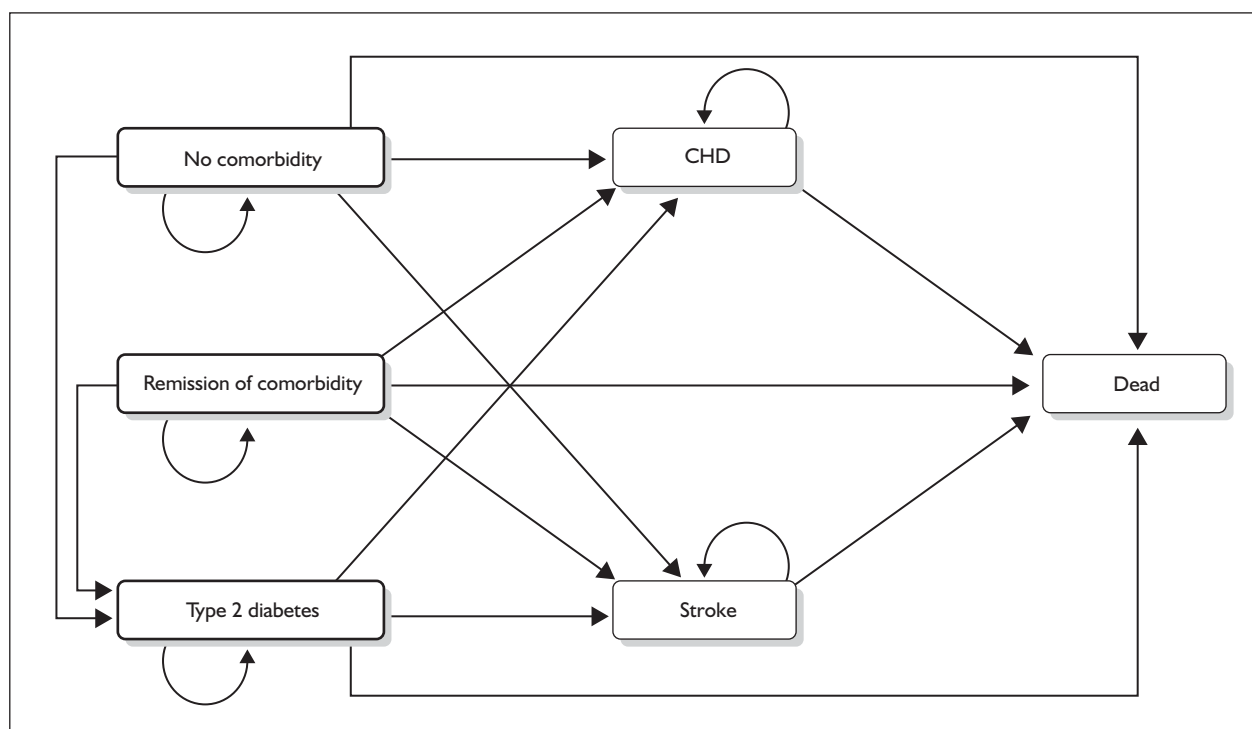 No comorbidity
CHD
Remission of comorbidity
Dead
Type 2 diabetes
Stroke